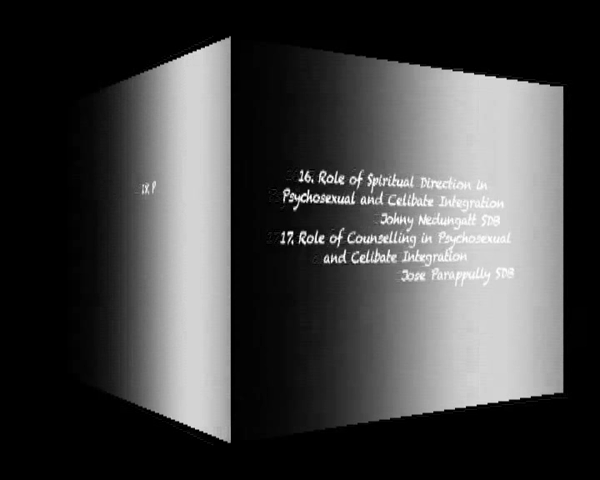 18. P
16. Role of Spiritual Direction in
Psychosexual and Celibate Integration
Johny Nedungatt SDB
17. Role of Counselling in Psychosexual
and Celibate Integration
Jose Parappully SDB